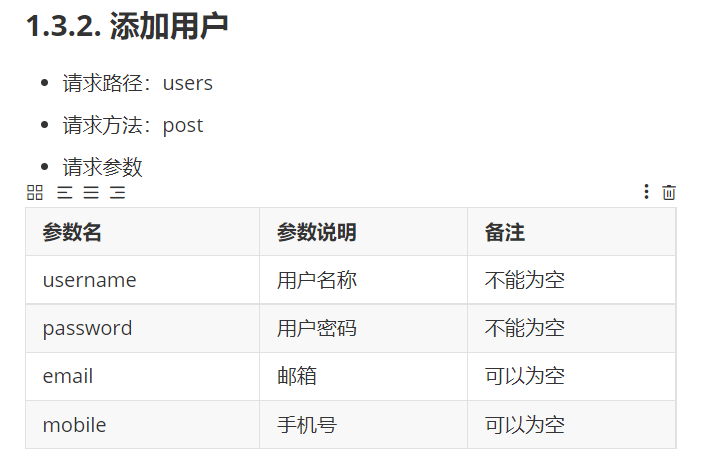 1.3.2. 添加用户
请求路径：users
请求方法：post
请求参数
参数名 参数说明 备注
username 用户名称 不能为空
password 用户密码 不能为空
email 邮箱 可以为空
mobile 手机号 可以为空